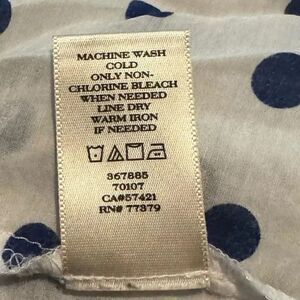 MACHINE WASH
COLD
ONLY NON-
CHLORINE BLEACH
WHEN NEEDED
LINE DRY
WARM IRON
IF NEEDED
367885
70107
CA#57421
RN# 77379